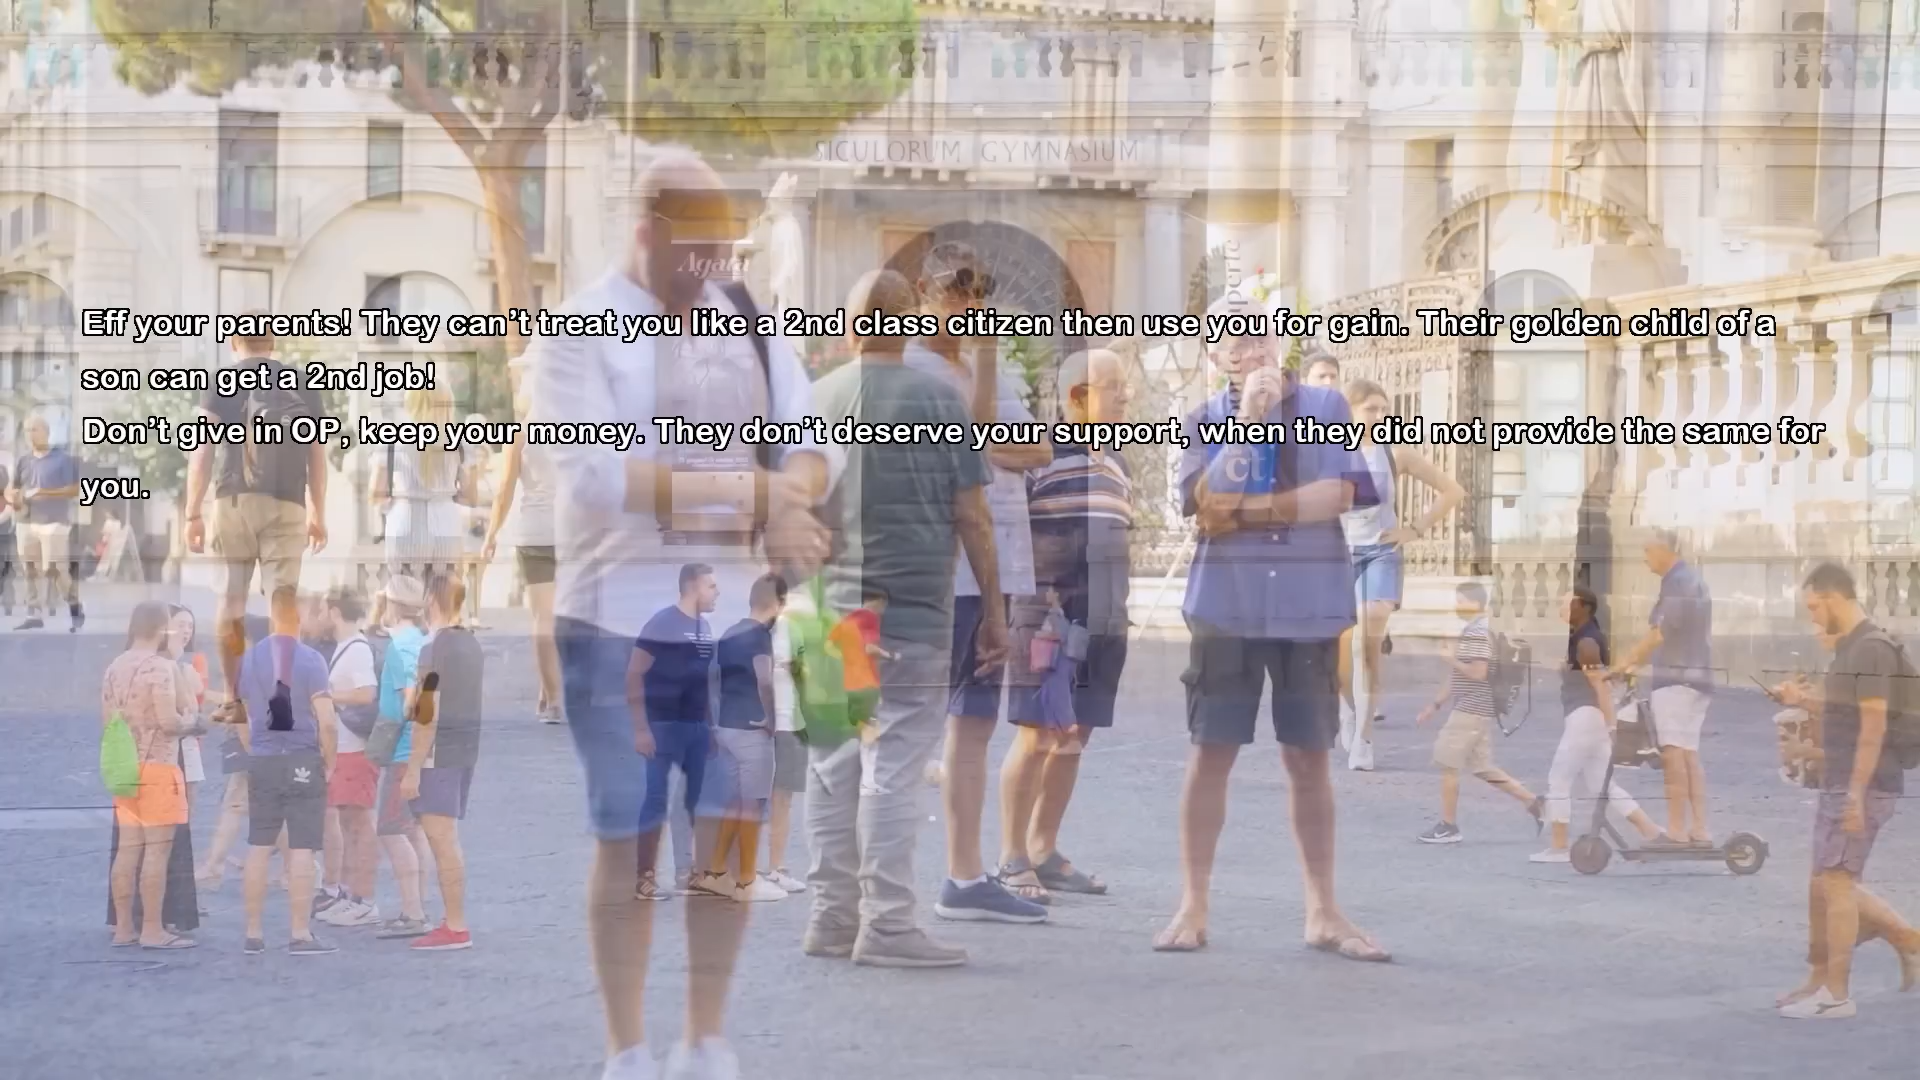 SICULORUM GYMNASIUM
Agata
Eff your parents! They can’t treat you like a 2nd class citizen then use you for gain. Their golden child of a
son can get a 2nd job!
Don’t give in OP, keep your money. They don’t deserve your support, when they did not provide the same for
you.
ct